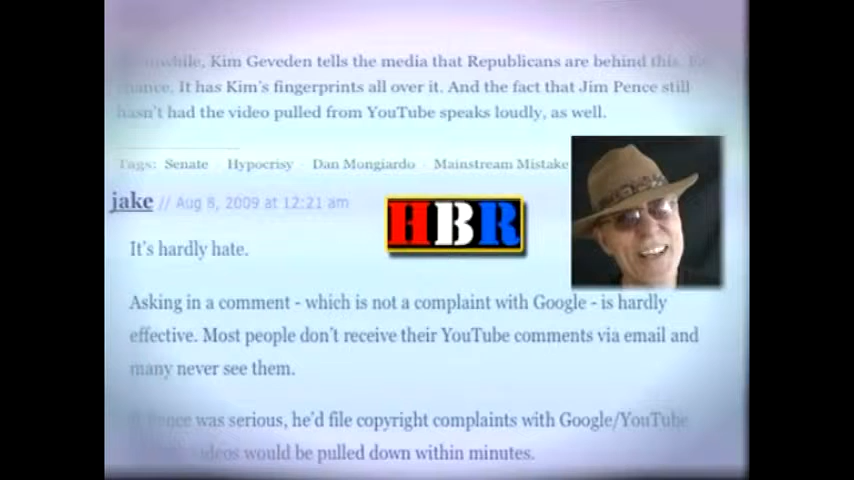 Kim Geveden tells the media that Republicans are behind this.
It has Kim's fingerprints all over it. And the fact that Jim Pence still
hasn't had the video pulled from YouTube speaks loudly, as well.
Tags: Senate · Hypocrisy · Dan Mongiardo · Mainstream Mistake
jake // Aug 8, 2009 at 12:21 am
HBR
It's hardly hate.
Asking in a comment - which is not a complaint with Google - is hardly
effective. Most people don't receive their YouTube comments via email and
many never see them.
was serious, he'd file copyright complaints with Google/YouTube
would be pulled down within minutes.